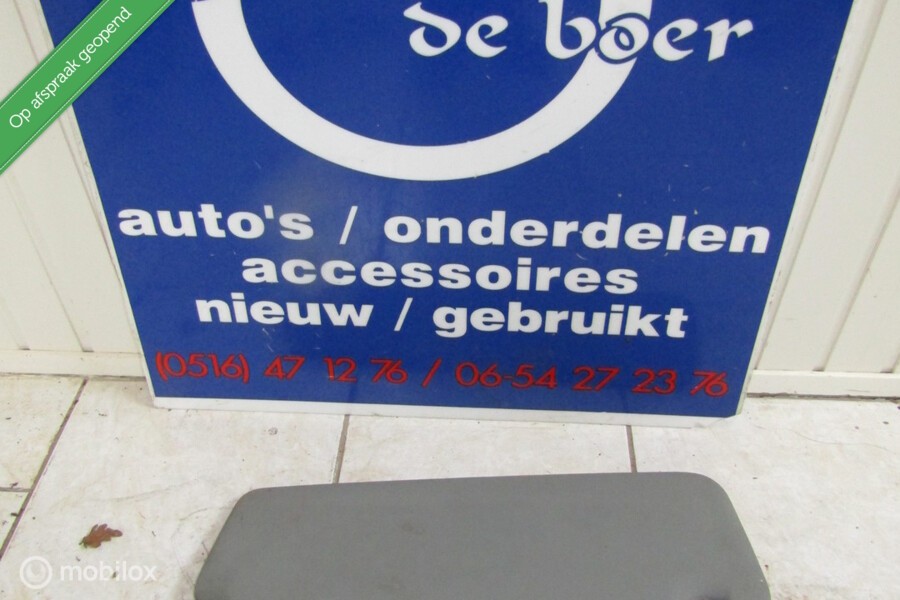 Op afspraak geopend
de boer
auto's / onderdelen
accessoires
nieuw / gebruikt
(0516) 47 12 76 / 06-54 27 23 76
mobilox